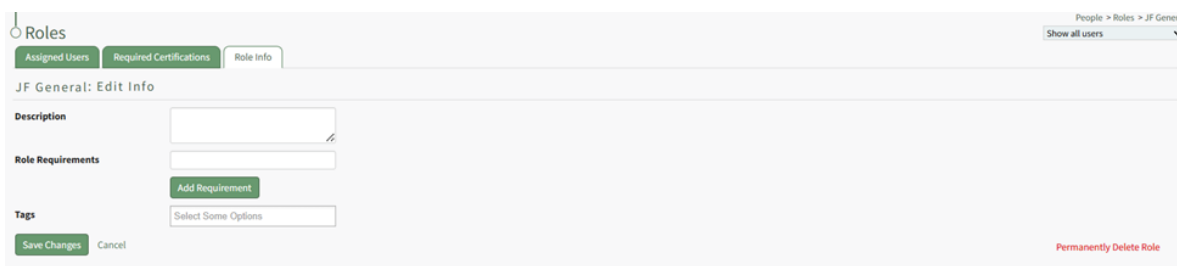 People > Roles > JF Gener
Roles
Show all users
Assigned Users
Required Certifications
Role Info
JF General: Edit Info
Description
Role Requirements
Add Requirement
Tags
Select Some Options
Save Changes
Cancel
Permanently Delete Role